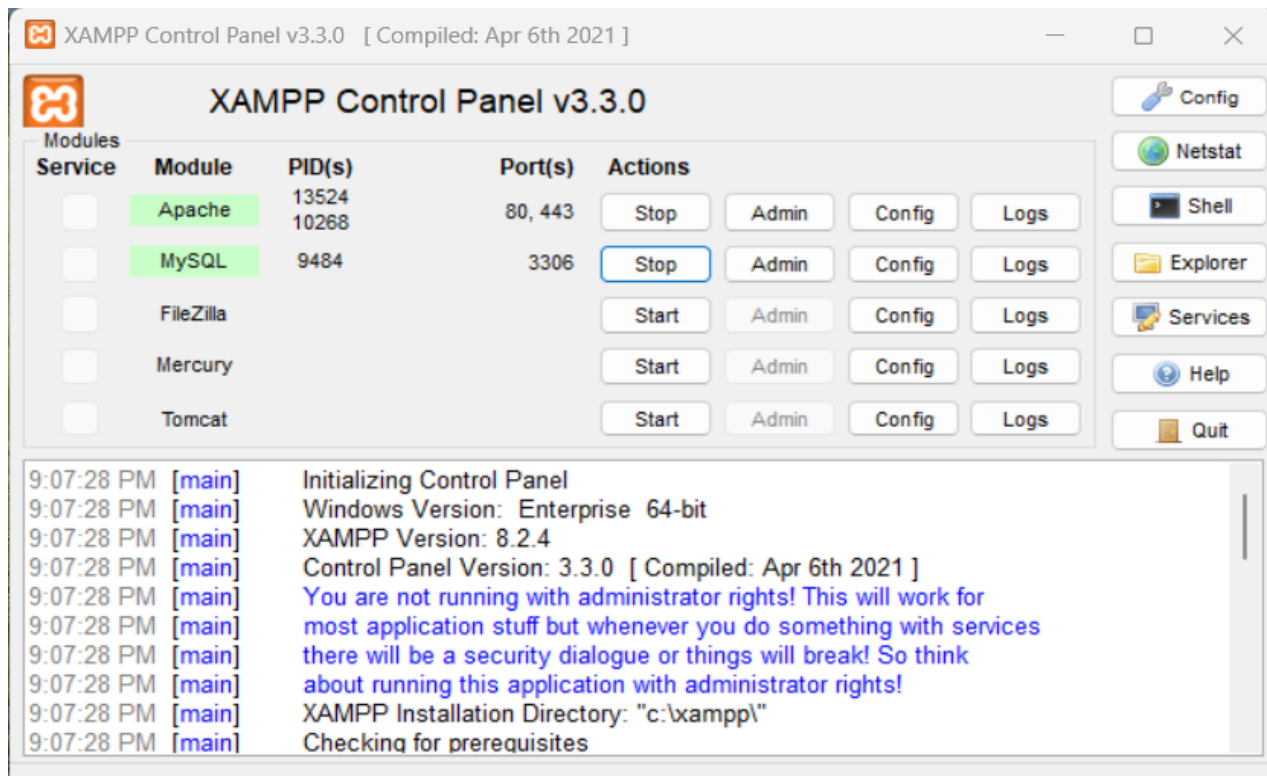 XAMPP Control Panel v3.3.0 [ Compiled: Apr 6th 2021 ]
XAMPP Control Panel v3.3.0
Config
Modules
Service Module PID(s) Port(s) Actions
Netstat
Apache 13524 10268 80, 443 Stop Admin Config Logs
Shell
MySQL 9484 3306 Stop Admin Config Logs
Explorer
FileZilla Start Admin Config Logs
Services
Mercury Start Admin Config Logs
Help
Tomcat Start Admin Config Logs
Quit
9:07:28 PM [main] Initializing Control Panel
9:07:28 PM [main] Windows Version: Enterprise 64-bit
9:07:28 PM [main] XAMPP Version: 8.2.4
9:07:28 PM [main] Control Panel Version: 3.3.0 [ Compiled: Apr 6th 2021 ]
9:07:28 PM [main] You are not running with administrator rights! This will work for
9:07:28 PM [main] most application stuff but whenever you do something with services
9:07:28 PM [main] there will be a security dialogue or things will break! So think
9:07:28 PM [main] about running this application with administrator rights!
9:07:28 PM [main] XAMPP Installation Directory: "c:\xampp\"
9:07:28 PM [main] Checking for prerequisites